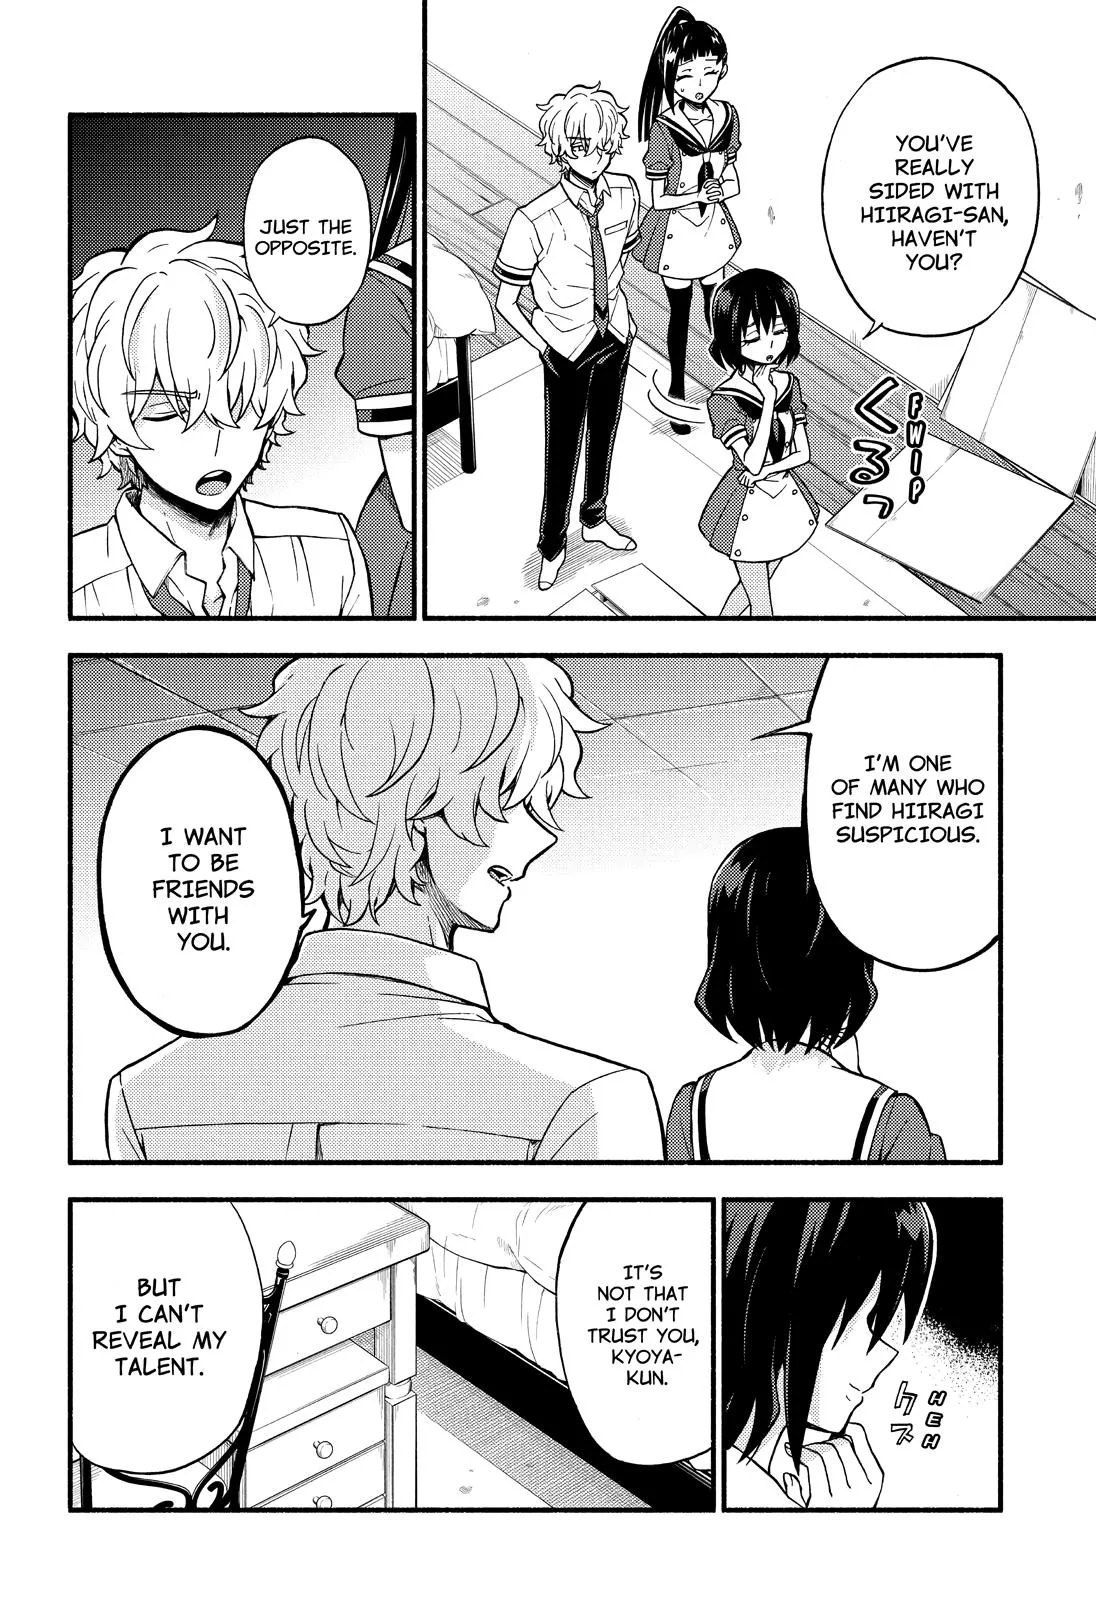 YOU'VE
REALLY
SIDED WITH
HIIRAGI-SAN,
HAVEN'T
YOU?
くるっ
FWIP
JUST THE
OPPOSITE.
I'M ONE
OF MANY WHO
FIND HIIRAGI
SUSPICIOUS.
I WANT
TO BE
FRIENDS
WITH
YOU.
クス
HEH
IT'S
NOT THAT
I DON'T
TRUST YOU,
KYOYA-
KUN.
BUT
I CAN'T
REVEAL MY
TALENT.